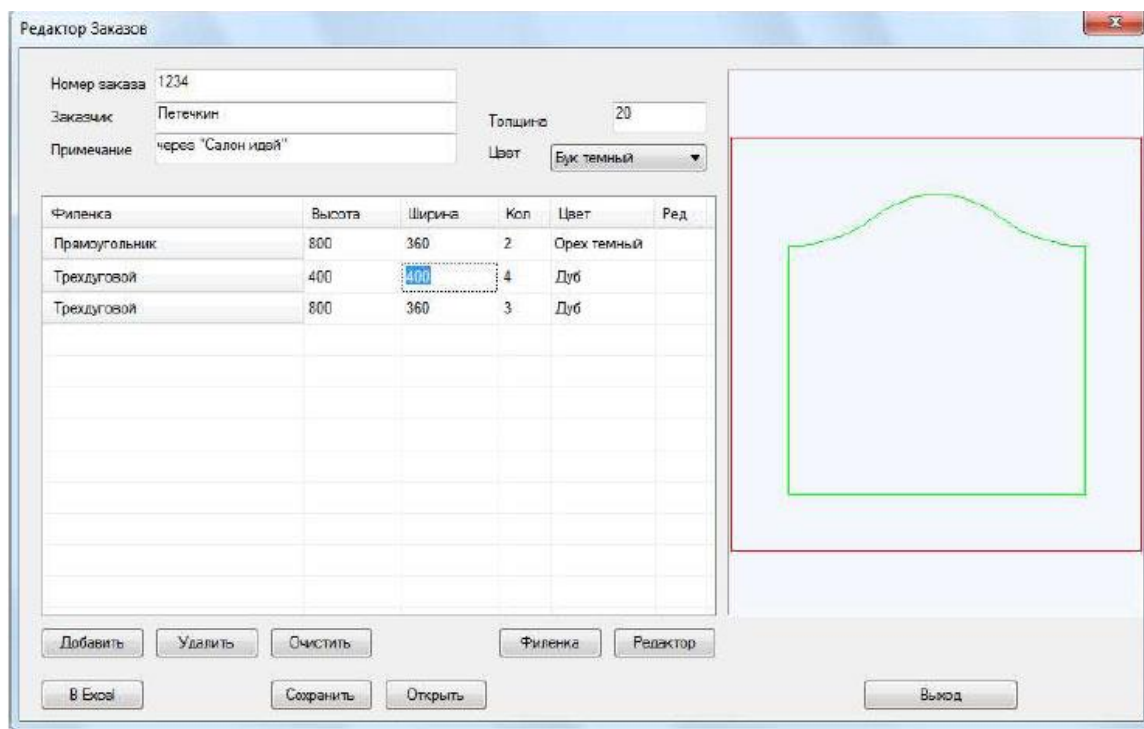 Редактор Заказов
Номер заказа 1234
Заказчик Петечкин
Толщина 20
Примечание через "Салон идей"
Цвет Бук темный
Филенка Высота Ширина Кол Цвет Ред
Прямоугольник 800 360 2 Орех темный
Трехдуговой 400 400 4 Дуб
Трехдуговой 800 360 3 Дуб
Добавить Удалить Очистить Филенка Редактор
В Excel Сохранить Открыть Выход